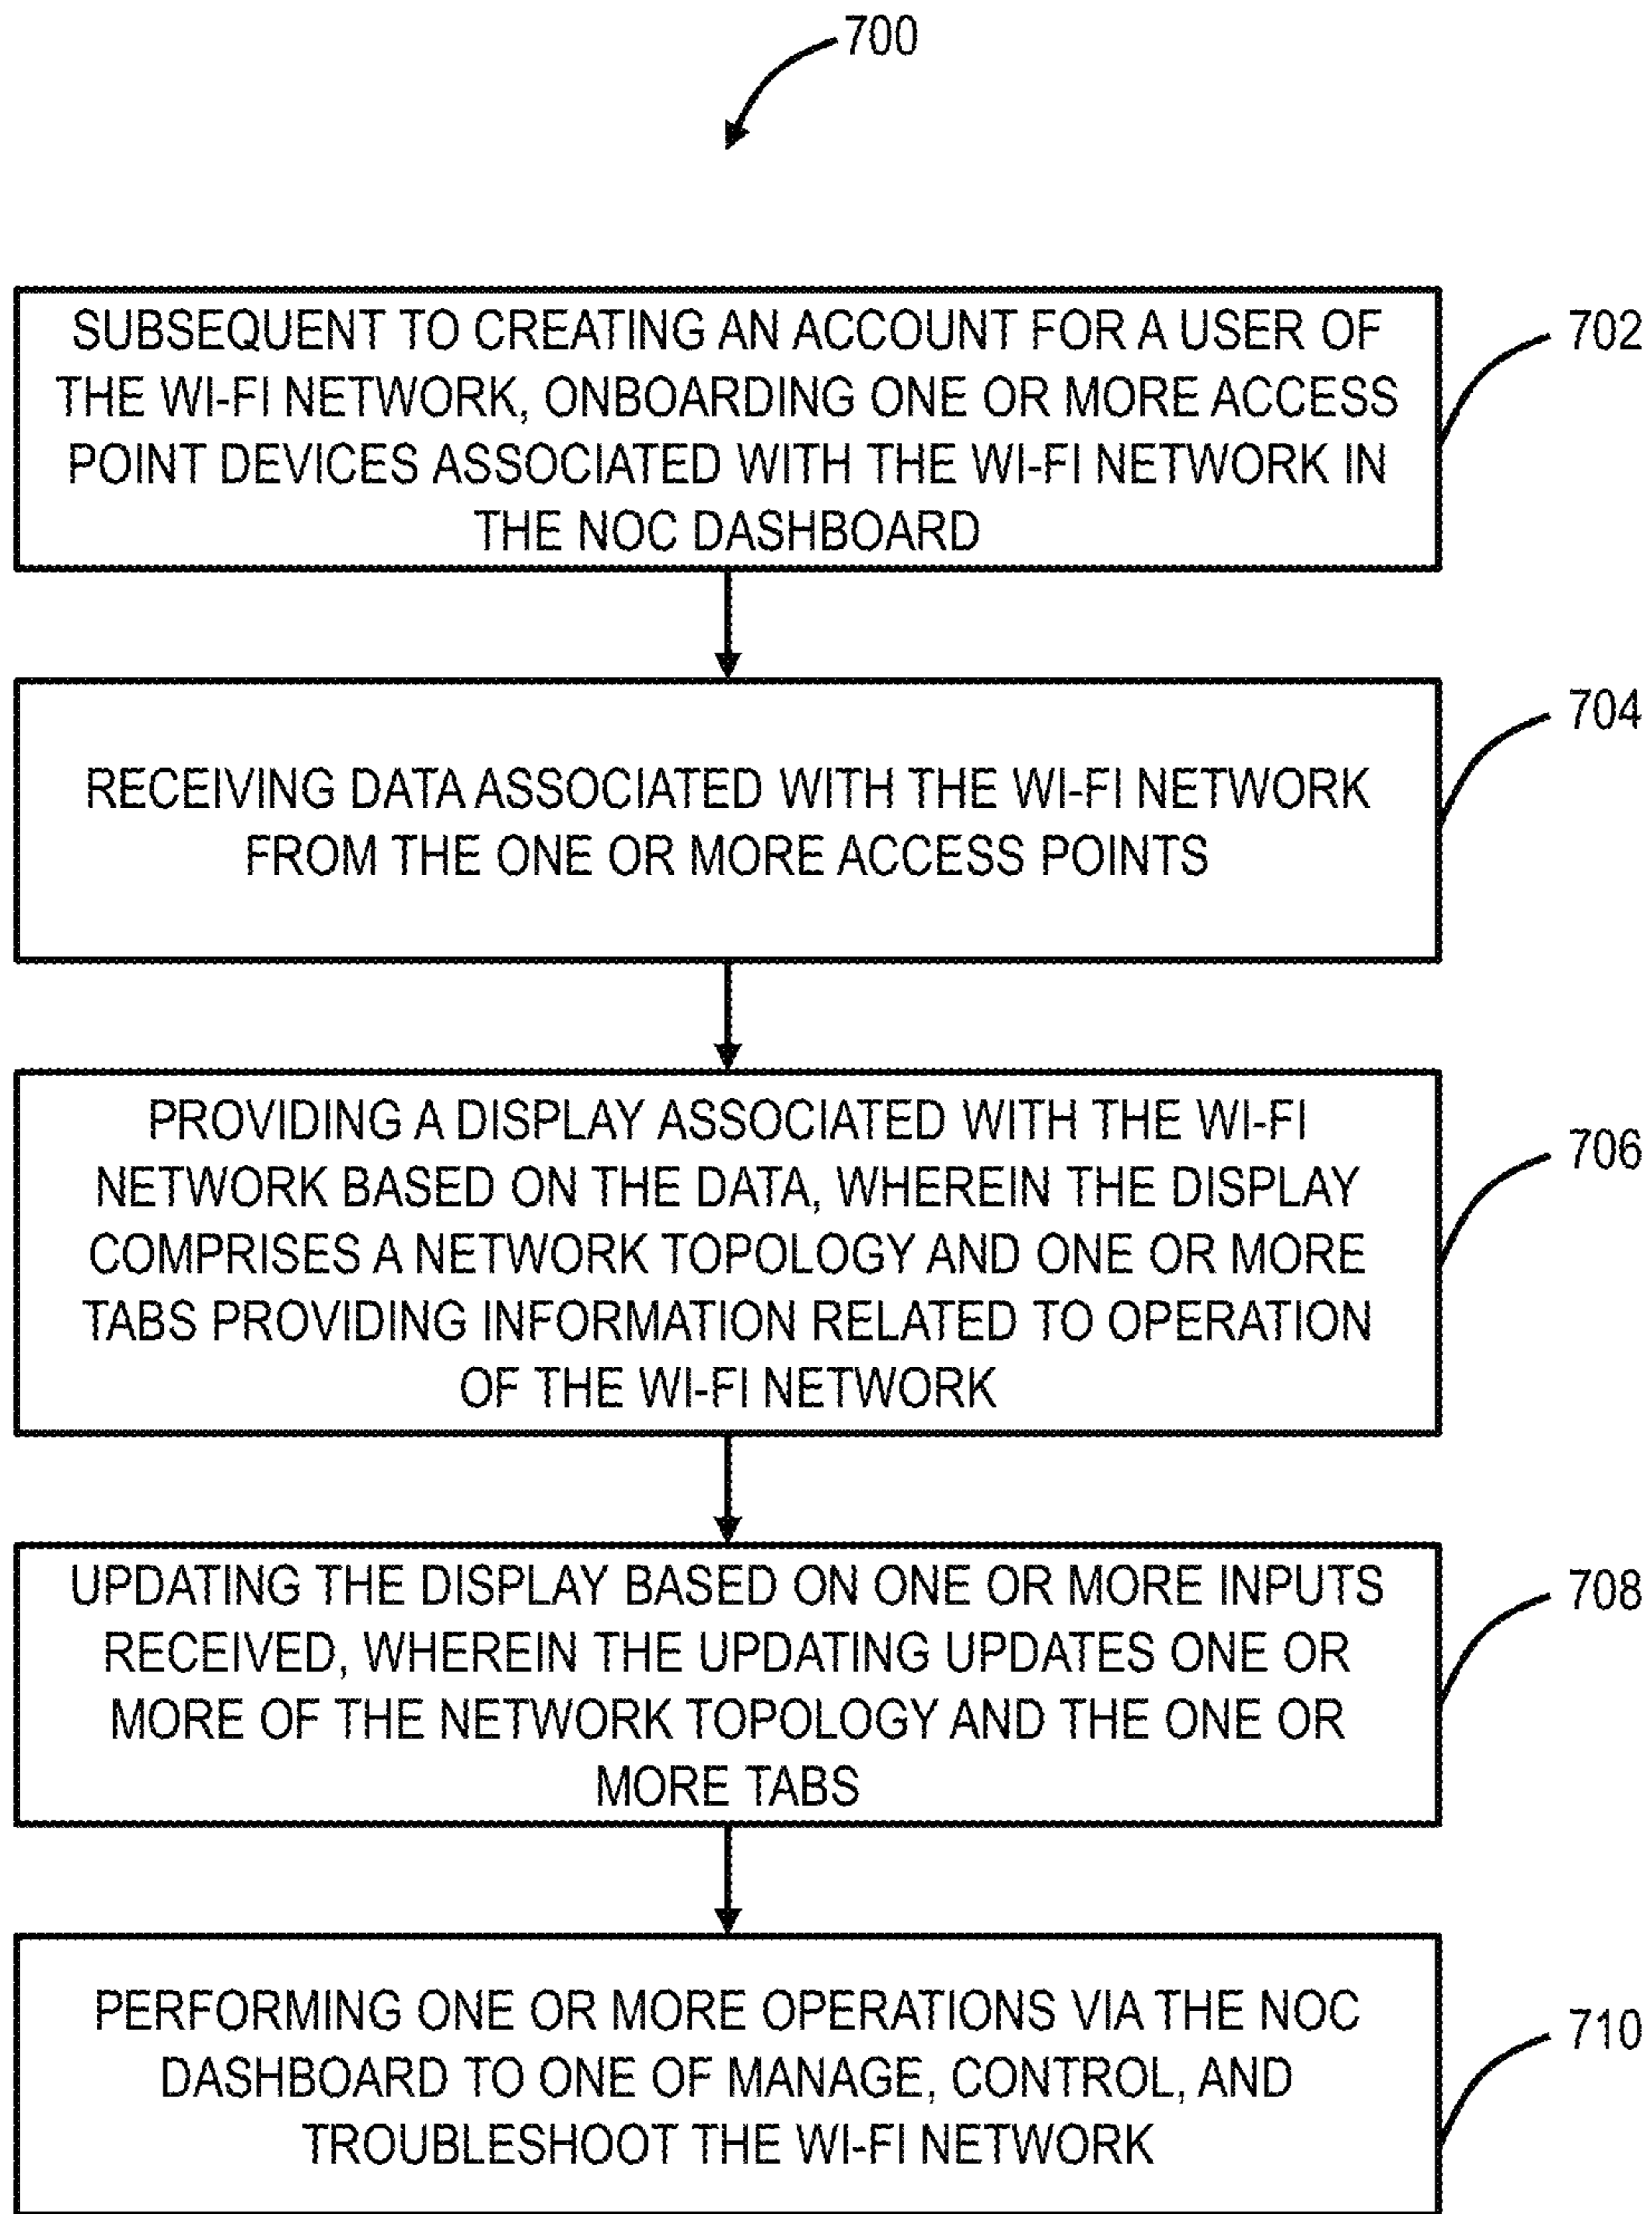 700
SUBSEQUENT TO CREATING AN ACCOUNT FOR A USER OF
THE WI-FI NETWORK, ONBOARDING ONE OR MORE ACCESS
POINT DEVICES ASSOCIATED WITH THE WI-FI NETWORK IN
THE NOC DASHBOARD
702
RECEIVING DATA ASSOCIATED WITH THE WI-FI NETWORK
FROM THE ONE OR MORE ACCESS POINTS
704
PROVIDING A DISPLAY ASSOCIATED WITH THE WI-FI
NETWORK BASED ON THE DATA, WHEREIN THE DISPLAY
COMPRISES A NETWORK TOPOLOGY AND ONE OR MORE
TABS PROVIDING INFORMATION RELATED TO OPERATION
OF THE WI-FI NETWORK
706
UPDATING THE DISPLAY BASED ON ONE OR MORE INPUTS
RECEIVED, WHEREIN THE UPDATING UPDATES ONE OR
MORE OF THE NETWORK TOPOLOGY AND THE ONE OR
MORE TABS
708
PERFORMING ONE OR MORE OPERATIONS VIA THE NOC
DASHBOARD TO ONE OF MANAGE, CONTROL, AND
TROUBLESHOOT THE WI-FI NETWORK
710